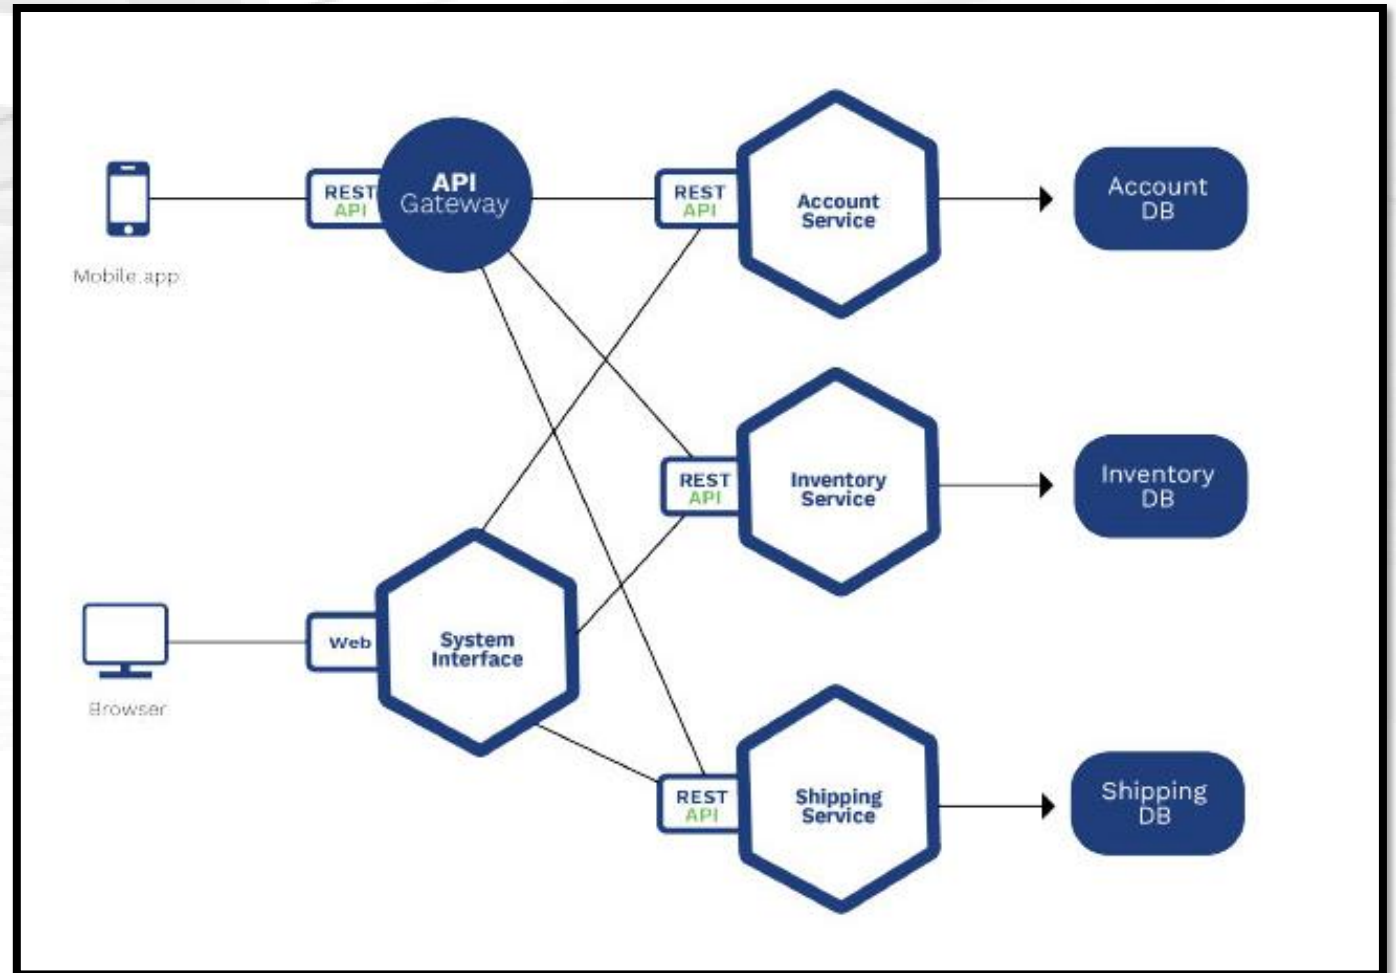 REST
API
API
Gateway
REST
API
Account
Service
Account
DB
Mobile.app
REST
API
Inventory
Service
Inventory
DB
Web
System
Interface
Browser
REST
API
Shipping
Service
Shipping
DB